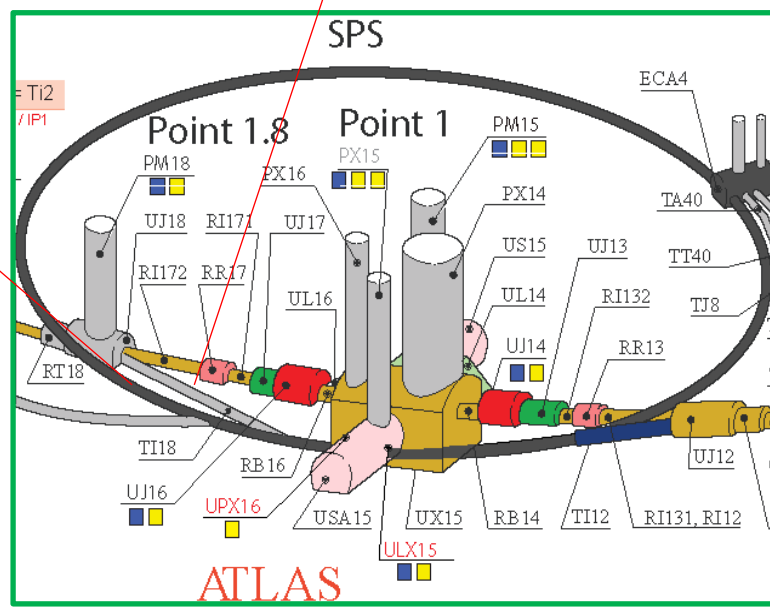 SPS
ECA4
= Ti2
/ IP1
Point 1.8
Point 1
PM15
PX15
PM18
PX16
PX14
UJ18
RI171
UJ17
TA40
US15
UJ13
TT40
RI172
RR17
UL16
UL14
RI132
TJ8
UJ14
RR13
RT18
TI18
RB16
UJ12
UJ16
UPX16
USA15
UX15
RB14
TI12
RI131, RI12
ULX15
ATLAS